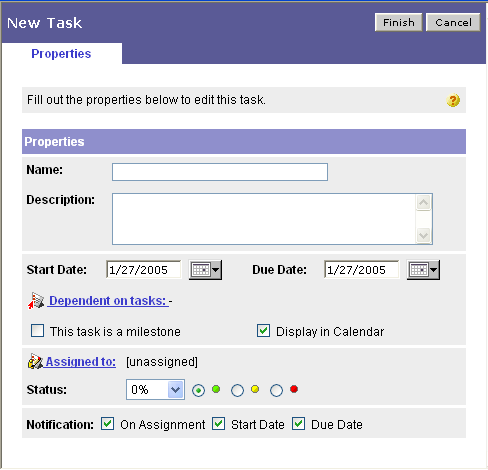 New Task
Finish Cancel
Properties
Fill out the properties below to edit this task.
?
Properties
Name:
Description:
Start Date: 1/27/2005 Due Date: 1/27/2005
Dependent on tasks: -
This task is a milestone Display in Calendar
Assigned to: [unassigned]
Status: 0%
Notification: On Assignment Start Date Due Date